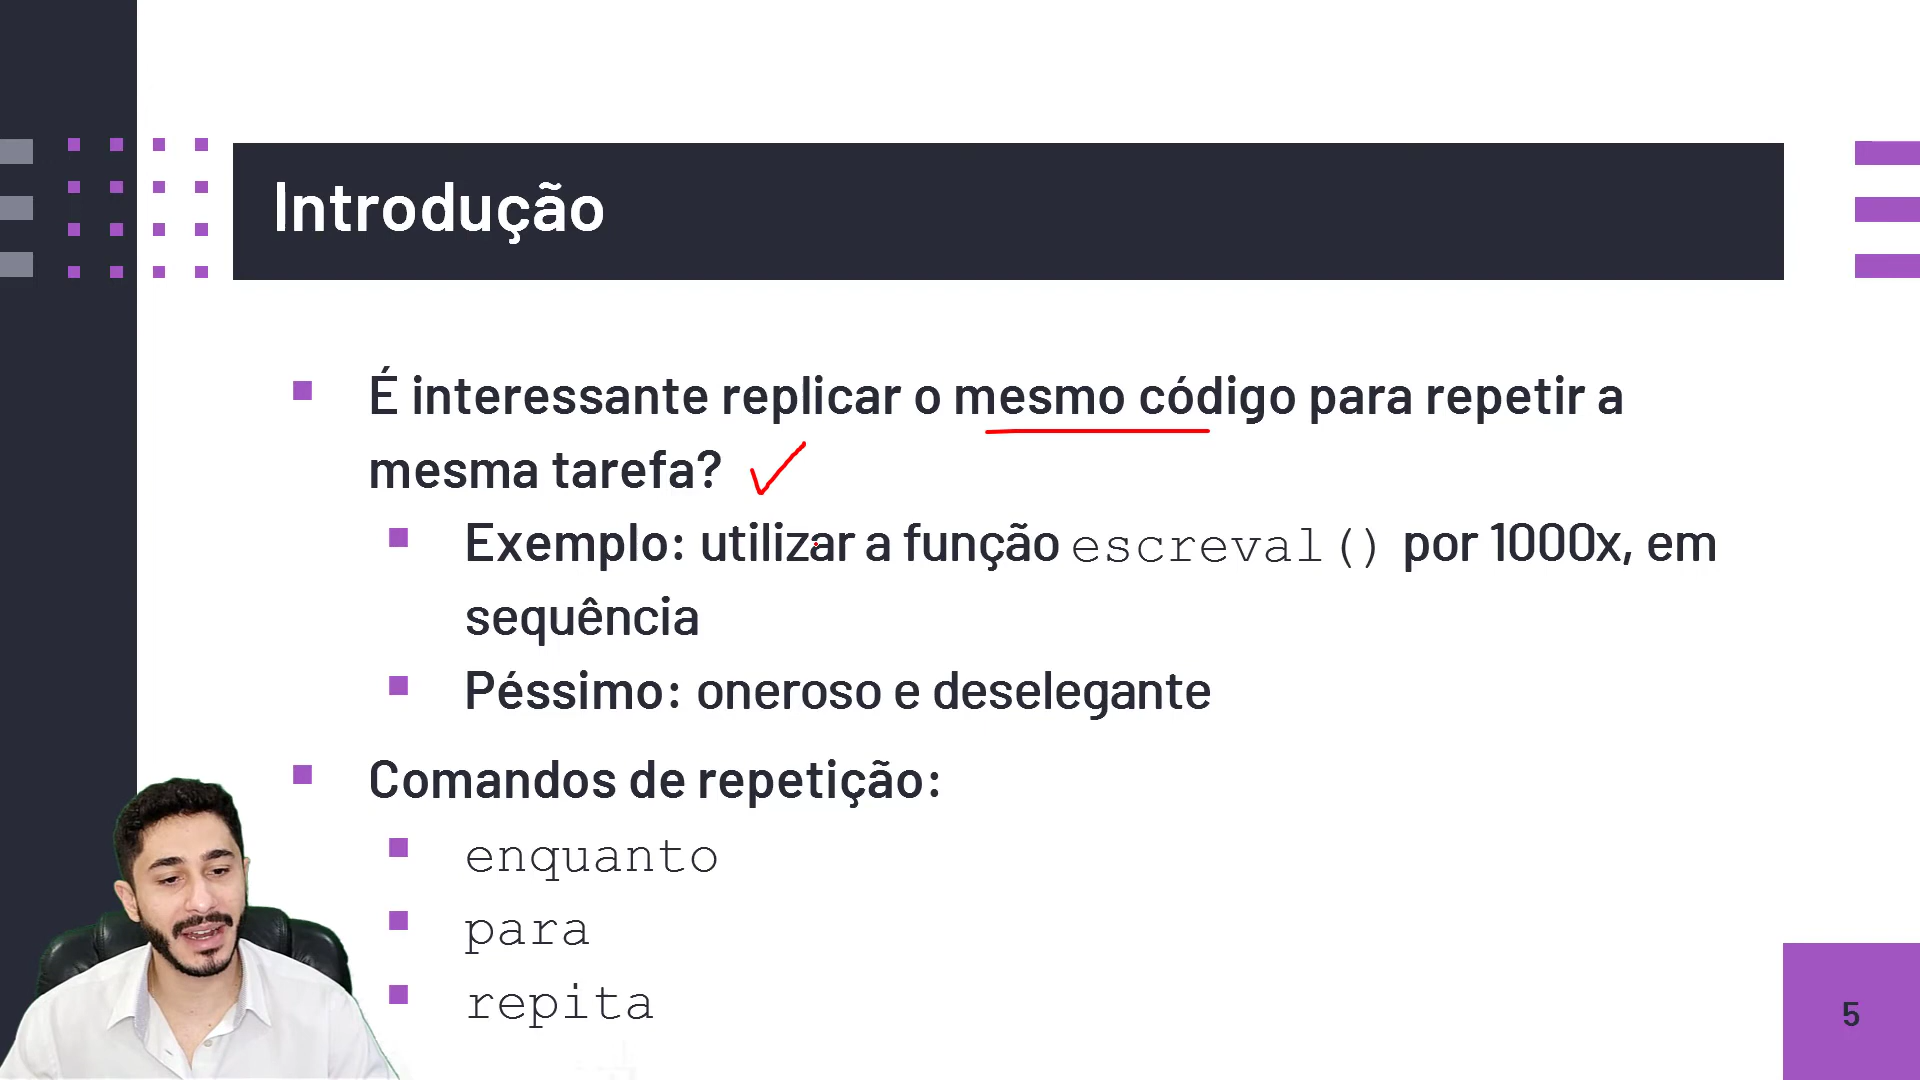 Introdução
É interessante replicar o mesmo código para repetir a
mesma tarefa?
Exemplo: utilizar a função escreval() por 1000x, em
sequência
Péssimo: oneroso e deselegante
Comandos de repetição:
enquanto
para
repita
5